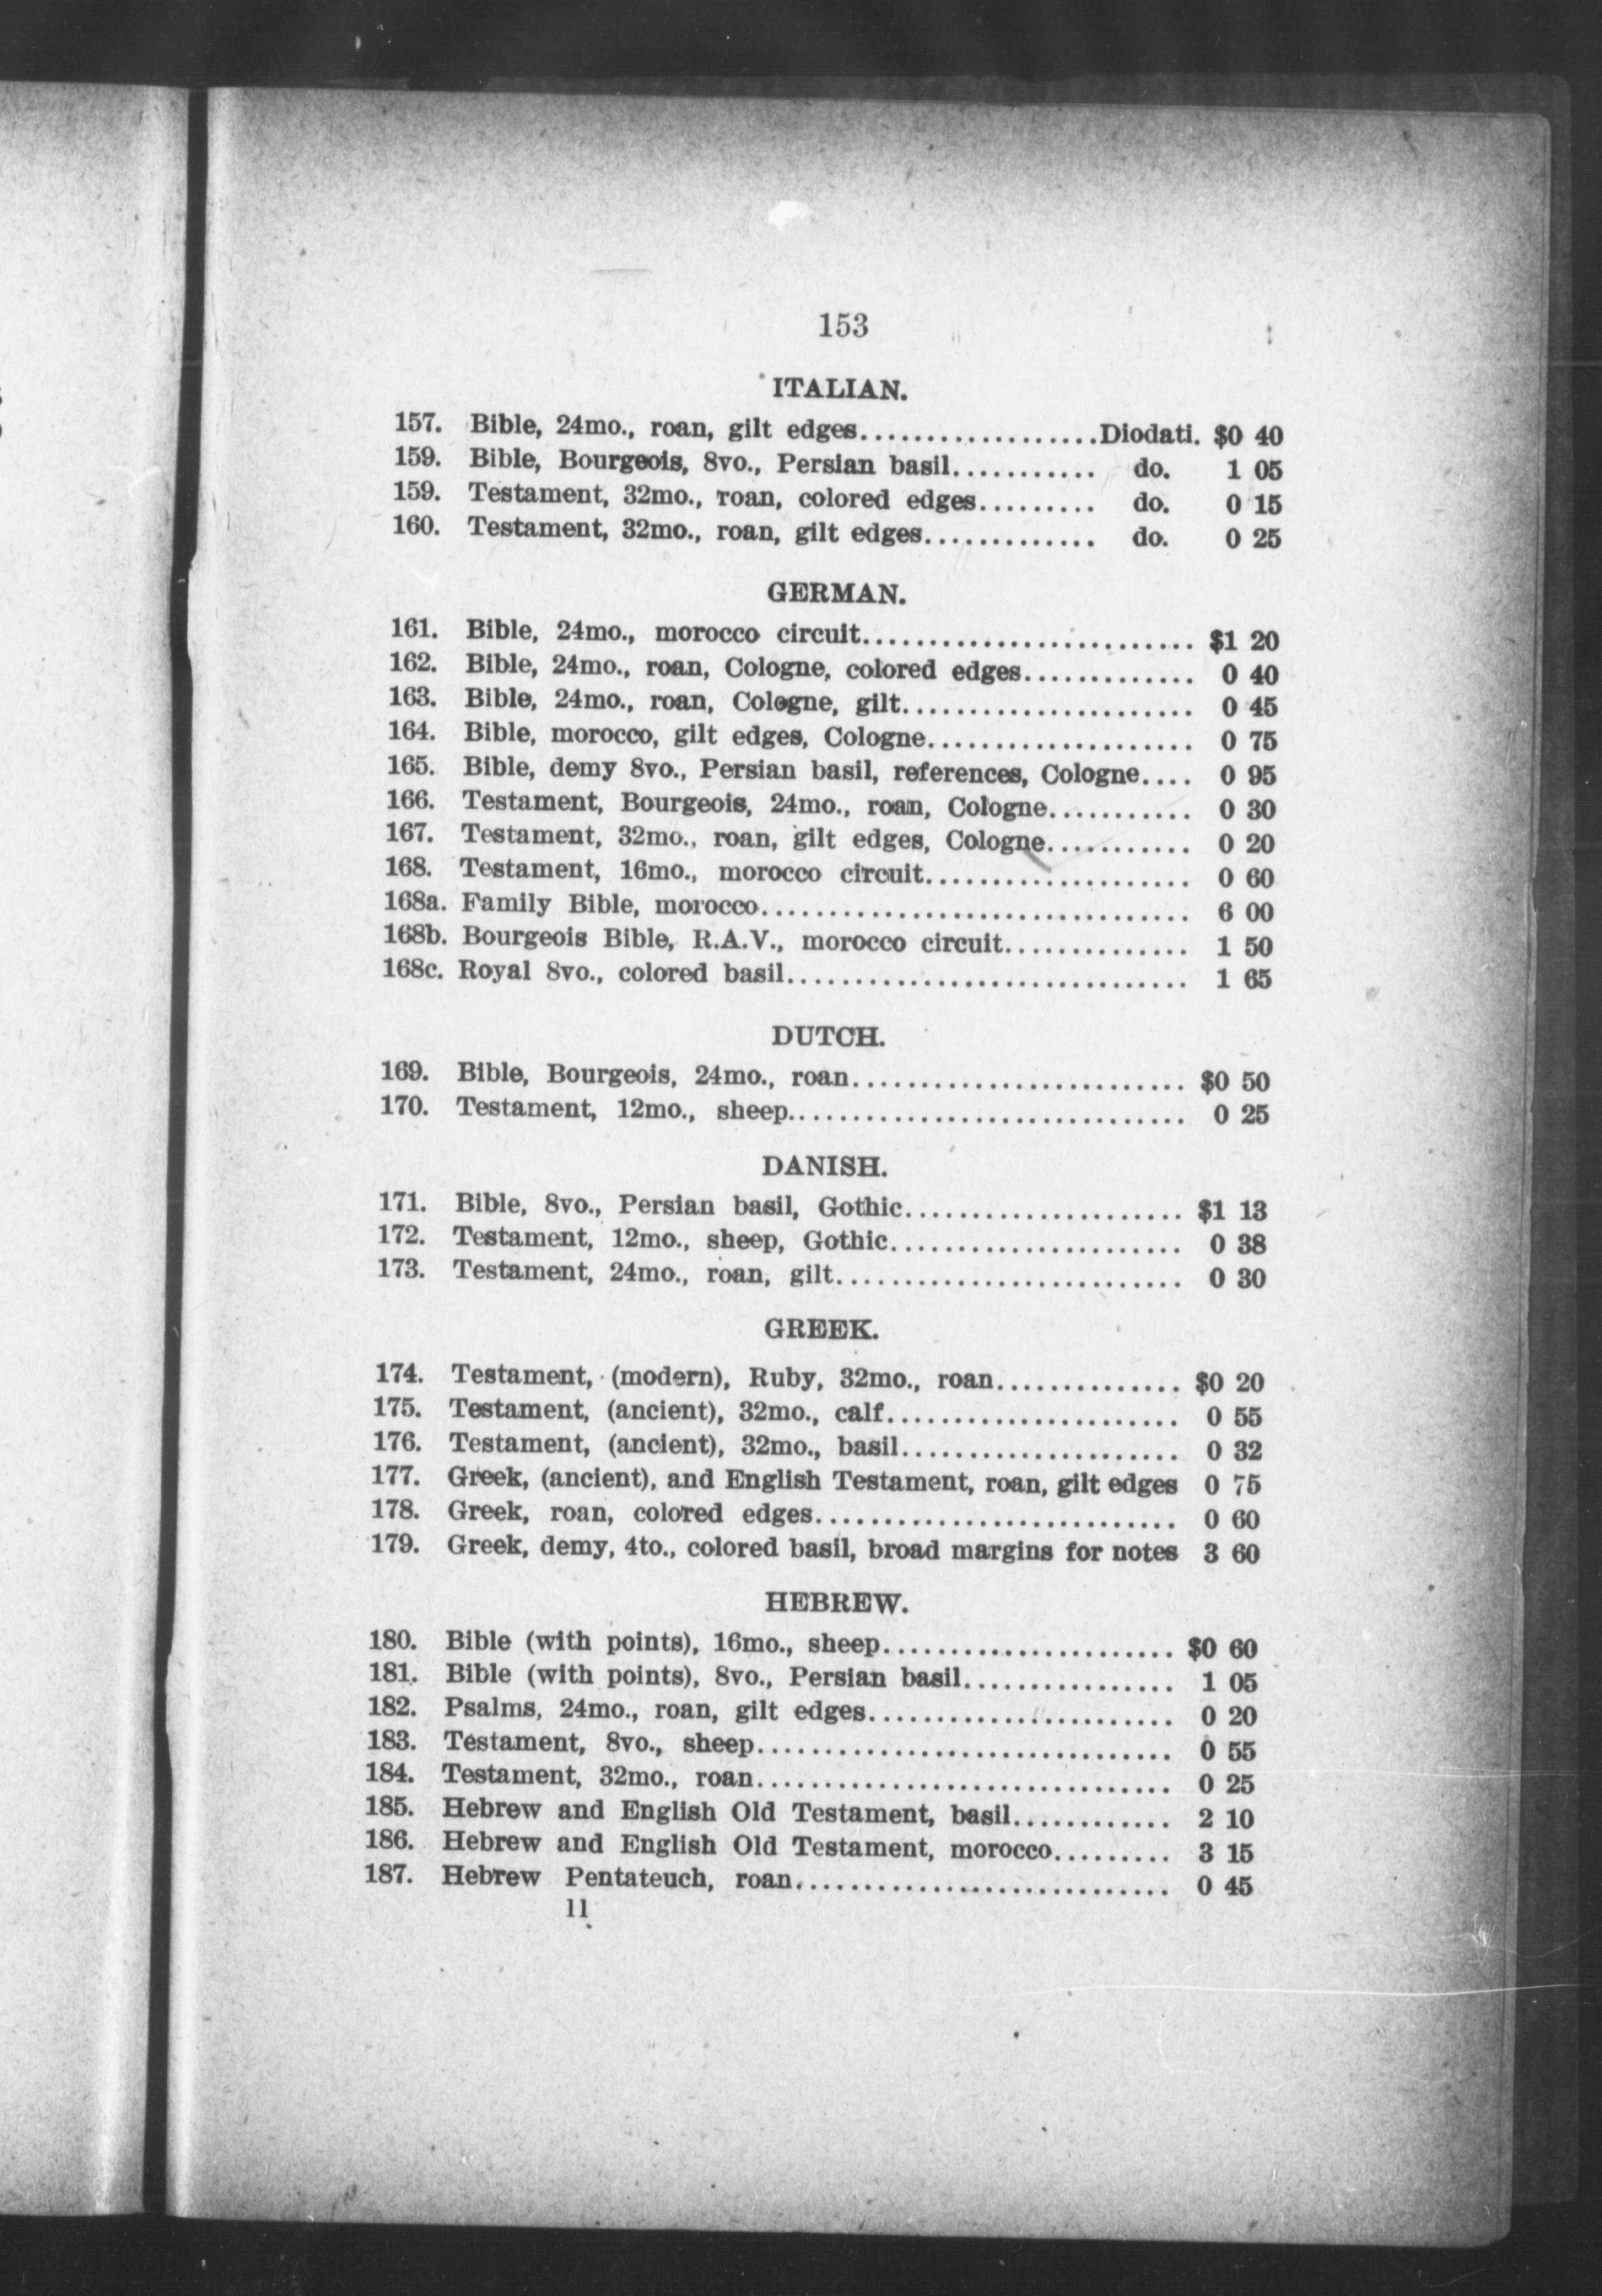 153
ITALIAN.
157. Bible, 24mo., roan, gilt edges..................Diodati. $0 40
159. Bible, Bourgeois, 8vo., Persian basil........... do. 1 05
159. Testament, 32mo., roan, colored edges......... do. 0 15
160. Testament, 32mo., roan, gilt edges............. do. 0 25
GERMAN.
161. Bible, 24mo., morocco circuit......................... $1 20
162. Bible, 24mo., roan, Cologne, colored edges............. 0 40
163. Bible, 24mo., roan, Cologne, gilt...................... 0 45
164. Bible, morocco, gilt edges, Cologne.................... 0 75
165. Bible, demy 8vo., Persian basil, references, Cologne.... 0 95
166. Testament, Bourgeois, 24mo., roan, Cologne........... 0 30
167. Testament, 32mo., roan, gilt edges, Cologne........... 0 20
168. Testament, 16mo., morocco circuit.................... 0 60
168a. Family Bible, morocco................................ 6 00
168b. Bourgeois Bible, R.A.V., morocco circuit.............. 1 50
168c. Royal 8vo., colored basil.............................. 1 65
DUTCH.
169. Bible, Bourgeois, 24mo., roan......................... $0 50
170. Testament, 12mo., sheep.............................. 0 25
DANISH.
171. Bible, 8vo., Persian basil, Gothic..................... $1 13
172. Testament, 12mo., sheep, Gothic...................... 0 38
173. Testament, 24mo., roan, gilt.......................... 0 30
GREEK.
174. Testament, (modern), Ruby, 32mo., roan.............. $0 20
175. Testament, (ancient), 32mo., calf...................... 0 55
176. Testament, (ancient), 32mo., basil..................... 0 32
177. Greek, (ancient), and English Testament, roan, gilt edges 0 75
178. Greek, roan, colored edges........................... 0 60
179. Greek, demy, 4to., colored basil, broad margins for notes 3 60
HEBREW.
180. Bible (with points), 16mo., sheep...................... $0 60
181. Bible (with points), 8vo., Persian basil................ 1 05
182. Psalms, 24mo., roan, gilt edges....................... 0 20
183. Testament, 8vo., sheep............................... 0 55
184. Testament, 32mo., roan............................... 0 25
185. Hebrew and English Old Testament, basil............ 2 10
186. Hebrew and English Old Testament, morocco......... 3 15
187. Hebrew Pentateuch, roan............................ 0 45
11